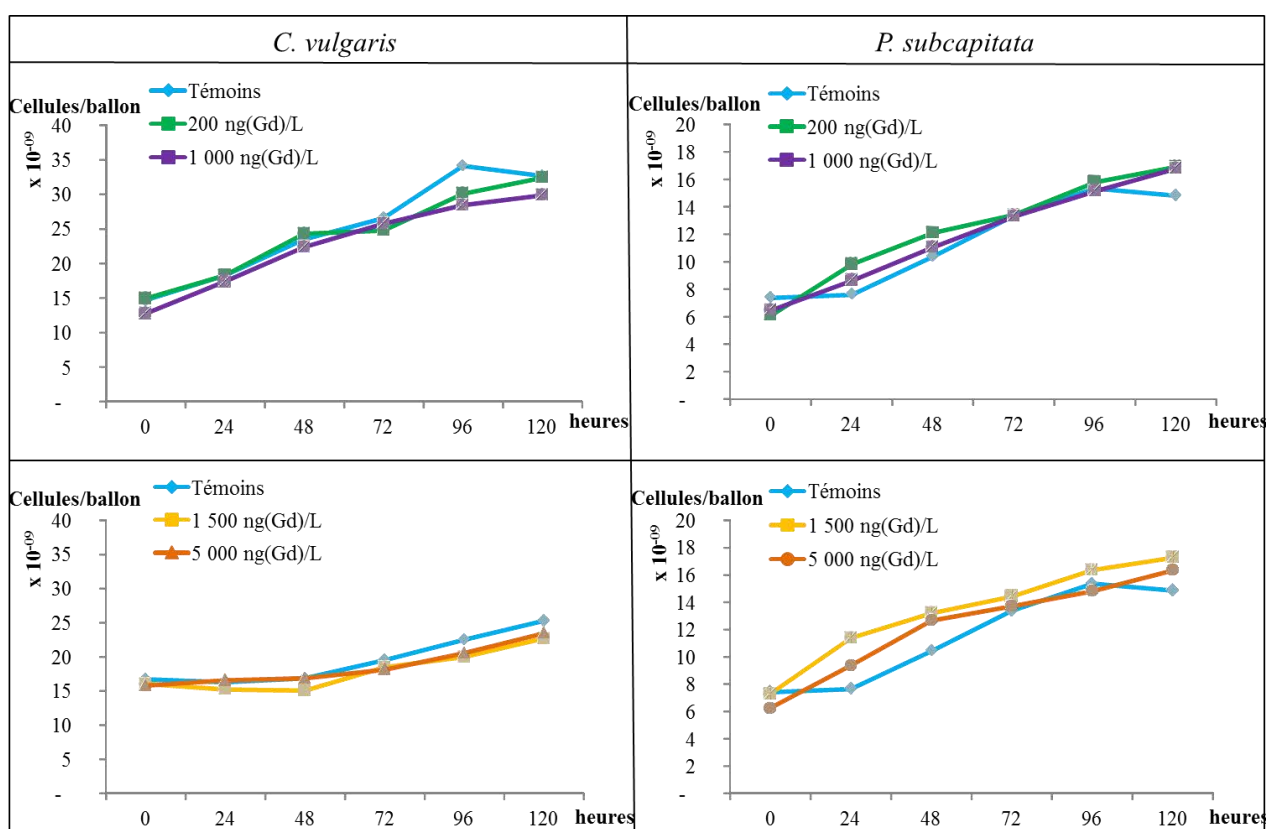 C. vulgaris
P. subcapitata
Témoins
200 ng(Gd)/L
1 000 ng(Gd)/L
Cellules/ballon
x 10-09
40
35
30
25
20
15
10
5
-
0 24 48 72 96 120 heures
Témoins
200 ng(Gd)/L
1 000 ng(Gd)/L
Cellules/ballon
x 10-09
20
18
16
14
12
10
8
6
4
2
-
0 24 48 72 96 120 heures
Témoins
1 500 ng(Gd)/L
5 000 ng(Gd)/L
Cellules/ballon
x 10-09
40
35
30
25
20
15
10
5
-
0 24 48 72 96 120 heures
Témoins
1 500 ng(Gd)/L
5 000 ng(Gd)/L
Cellules/ballon
x 10-09
20
18
16
14
12
10
8
6
4
2
-
0 24 48 72 96 120 heures